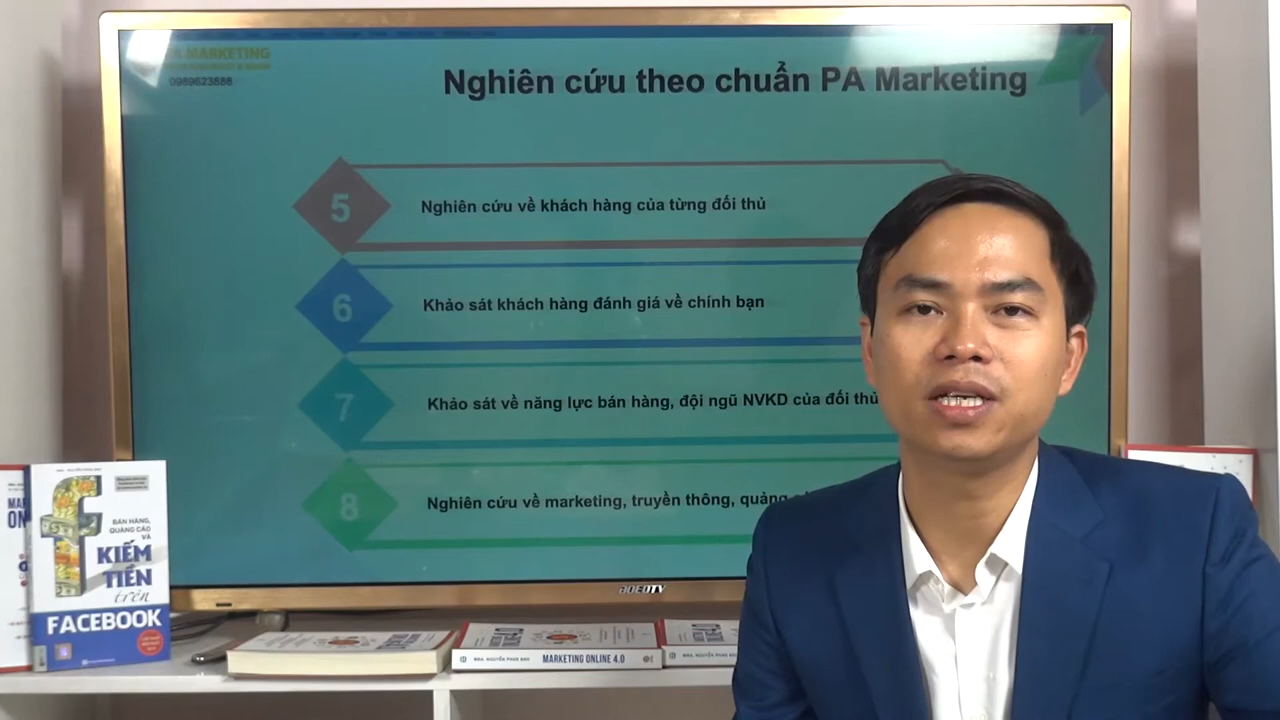 PA MARKETING
0989623888
Nghiên cứu theo chuẩn PA Marketing
5
Nghiên cứu về khách hàng của từng đối thủ
6
Khảo sát khách hàng đánh giá về chính bạn
7
Khảo sát về năng lực bán hàng, đội ngũ NVKD của đối thủ
8
Nghiên cứu về marketing, truyền thông, quảng
BÁN HÀNG,
QUẢNG CÁO
VÀ
KIẾM
TIỀN
trên
FACEBOOK
MARKETING ONLINE 4.0